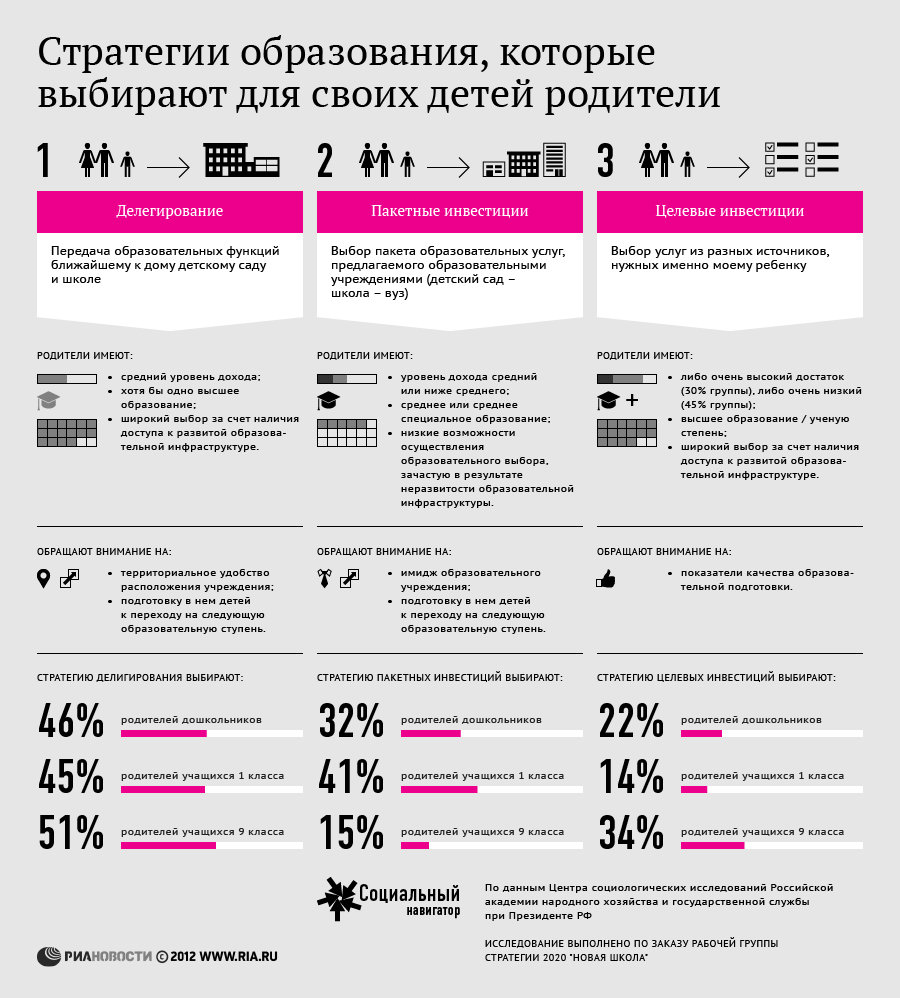 Стратегии образования, которые
выбирают для своих детей родители
1
Делегирование
Передача образовательных функций
ближайшему к дому детскому саду
и школе
РОДИТЕЛИ ИМЕЮТ:
• средний уровень дохода;
• хотя бы одно высшее
образование;
• широкий выбор за счет наличия
доступа к развитой образова-
тельной инфраструктуре.
ОБРАЩАЮТ ВНИМАНИЕ НА:
• территориальное удобство
расположения учреждения;
• подготовку в нем детей
к переходу на следующую
образовательную ступень.
СТРАТЕГИЮ ДЕЛИГИРОВАНИЯ ВЫБИРАЮТ:
46% родителей дошкольников
45% родителей учащихся 1 класса
51% родителей учащихся 9 класса
2
Пакетные инвестиции
Выбор пакета образовательных услуг,
предлагаемого образовательными
учреждениями (детский сад –
школа – вуз)
РОДИТЕЛИ ИМЕЮТ:
• уровень дохода средний
или ниже среднего;
• среднее или среднее
специальное образование;
• низкие возможности
осуществления
образовательного выбора,
зачастую в результате
неразвитости образовательной
инфраструктуры.
ОБРАЩАЮТ ВНИМАНИЕ НА:
• имидж образовательного
учреждения;
• подготовку в нем детей
к переходу на следующую
образовательную ступень.
СТРАТЕГИЮ ПАКЕТНЫХ ИНВЕСТИЦИЙ ВЫБИРАЮТ:
32% родителей дошкольников
41% родителей учащихся 1 класса
15% родителей учащихся 9 класса
3
Целевые инвестиции
Выбор услуг из разных источников,
нужных именно моему ребенку
РОДИТЕЛИ ИМЕЮТ:
+
• либо очень высокий достаток
(30% группы), либо очень низкий
(45% группы);
• высшее образование / ученую
степень;
• широкий выбор за счет наличия
доступа к развитой образова-
тельной инфраструктуре.
ОБРАЩАЮТ ВНИМАНИЕ НА:
• показатели качества образова-
тельной подготовки.
СТРАТЕГИЮ ЦЕЛЕВЫХ ИНВЕСТИЦИЙ ВЫБИРАЮТ:
22% родителей дошкольников
14% родителей учащихся 1 класса
34% родителей учащихся 9 класса
Социальный
навигатор
По данным Центра социологических исследований Российской
академии народного хозяйства и государственной службы
при Президенте РФ
ИССЛЕДОВАНИЕ ВЫПОЛНЕНО ПО ЗАКАЗУ РАБОЧЕЙ ГРУППЫ
СТРАТЕГИИ 2020 "НОВАЯ ШКОЛА"
РИАНОВОСТИ © 2012 WWW.RIA.RU